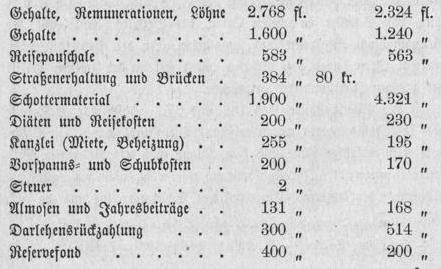 Gehalte, Remunerationen, Löhne 2.768 fl. 2.324 fl.
Gehalte . . . . . . . . 1.600 „ 1.240 „
Reisepauschale . . . . . . 583 „ 563 „
Straßenerhaltung und Brücken 384 „ 80 kr.
Schottermaterial . . . . . 1.900 „ 4.321 „
Diäten und Reisekosten . . . 200 „ 230 „
Kanzlei (Miete, Beheizung) . . 255 „ 195 „
Vorspanns- und Schubkosten . . 200 „ 170 „
Steuer . . . . . . . . 2 „
Almosen und Jahresbeiträge . . 131 „ 168 „
Darlehensrückzahlung . . . 300 „ 514 „
Reservefond . . . . . . 400 „ 200 „